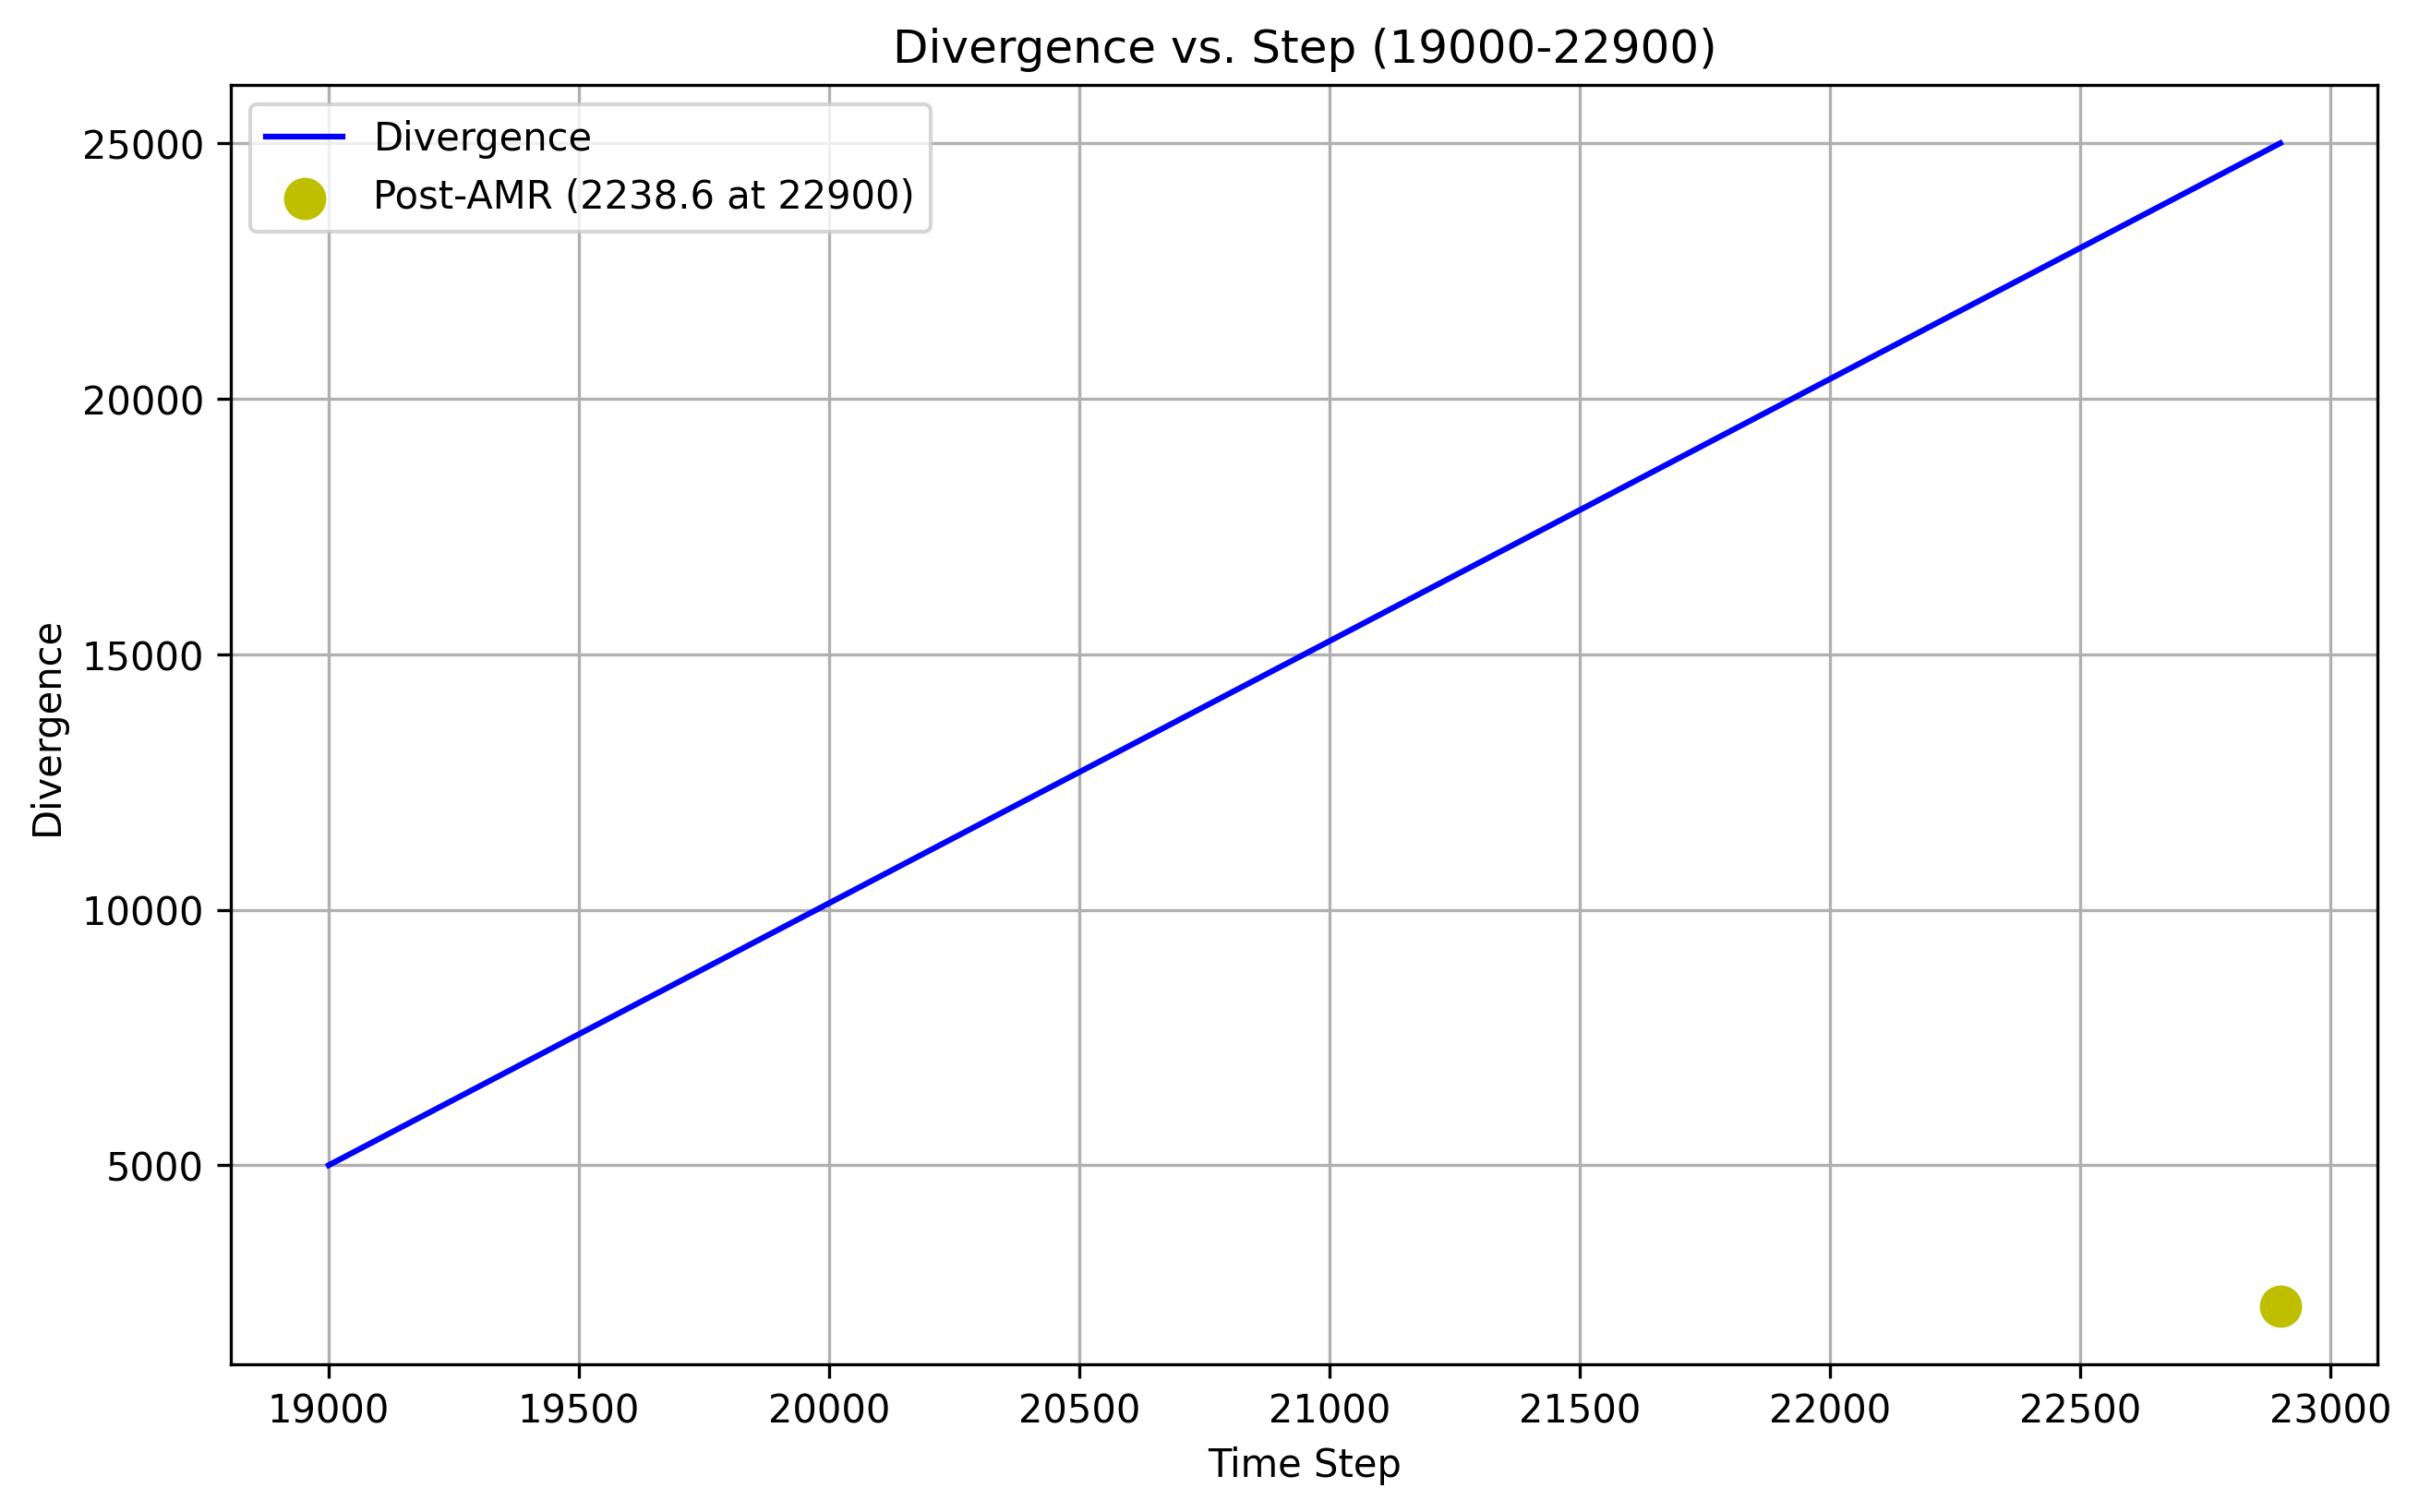 Divergence vs. Step (19000-22900)
Divergence
Post-AMR (2238.6 at 22900)
25000
20000
15000
10000
5000
Divergence
19000 19500 20000 20500 21000 21500 22000 22500 23000
Time Step